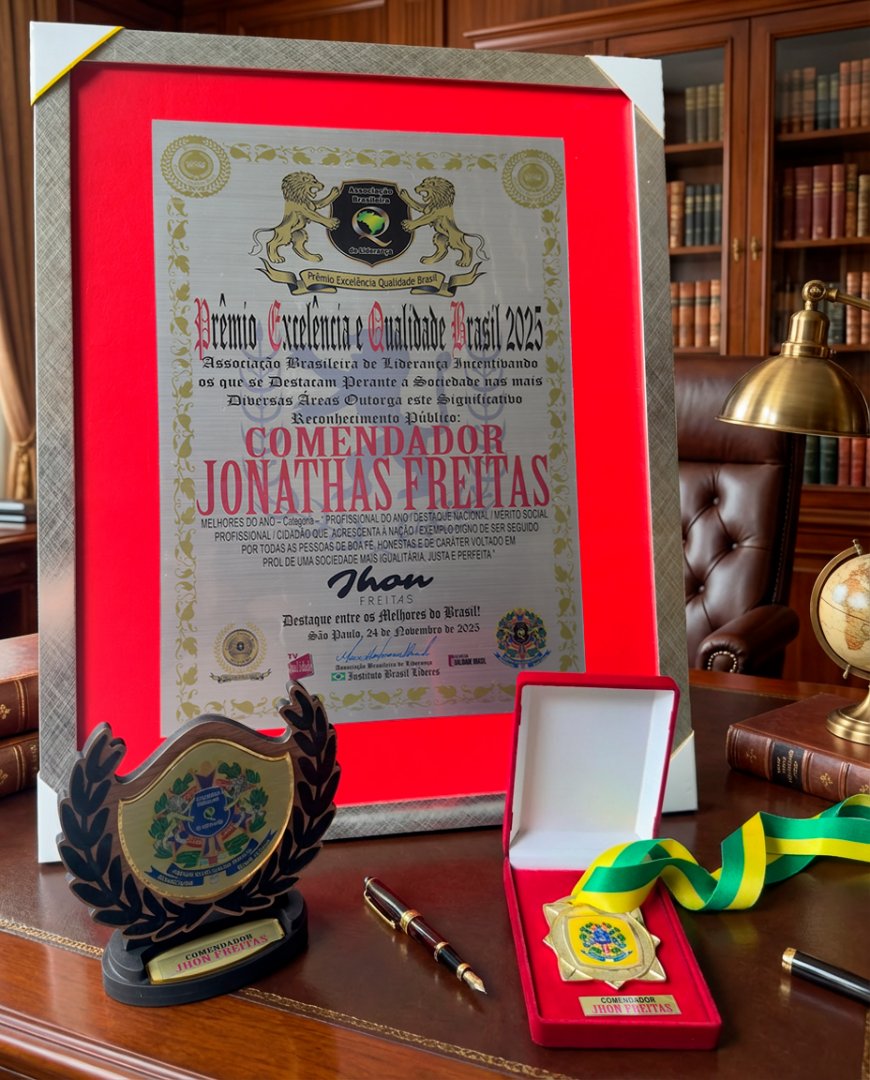 Associação
Brasileira
Q
de Liderança
Prêmio Excelência Qualidade Brasil
Prêmio Excelência e Qualidade Brasil 2025
Associação Brasileira de Liderança Incentivando
os que se Destacam Perante a Sociedade nas mais
Diversas Áreas Outorga este Significativo
Reconhecimento Público:
COMENDADOR
JONATHAS FREITAS
MELHORES DO ANO – Categoria – " PROFISSIONAL DO ANO / DESTAQUE NACIONAL / MERITO SOCIAL
PROFISSIONAL / CIDADÃO QUE, ACRESCENTA À NAÇÃO / EXEMPLO DIGNO DE SER SEGUIDO
POR TODAS AS PESSOAS DE BOA FÉ, HONESTAS E DE CARÁTER VOLTADO EM
PROL DE UMA SOCIEDADE MAIS IGUALITÁRIA, JUSTA E PERFEITA "
Jhon
FREITAS
Destaque entre os Melhores do Brasil!
São Paulo, 24 de Novembro de 2025
TV
Qualidade
Associação Brasileira de Liderança
Instituto Brasil Líderes
QUALIDADE BRASIL
COMENDADOR
JHON FREITAS
COMENDADOR
JHON FREITAS